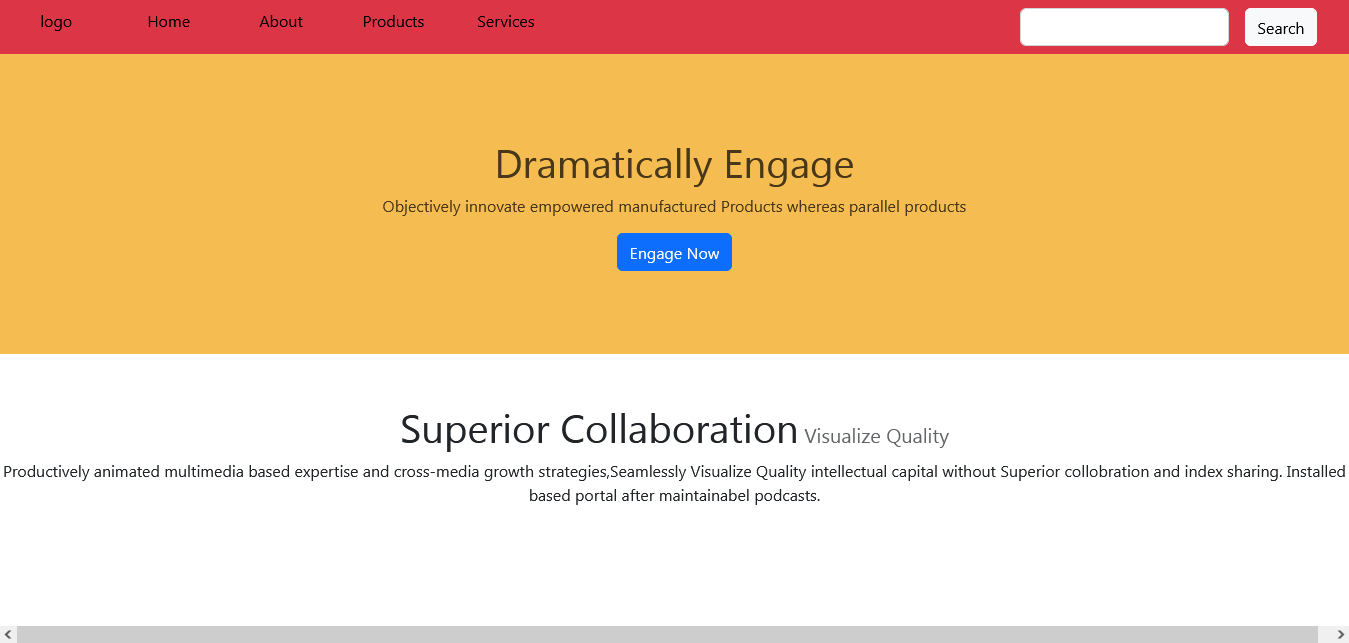 logo Home About Products Services Search
Dramatically Engage
Objectively innovate empowered manufactured Products whereas parallel products
Engage Now
Superior Collaboration Visualize Quality
Productively animated multimedia based expertise and cross-media growth strategies,Seamlessly Visualize Quality intellectual capital without Superior collobration and index sharing. Installed
based portal after maintainabel podcasts.